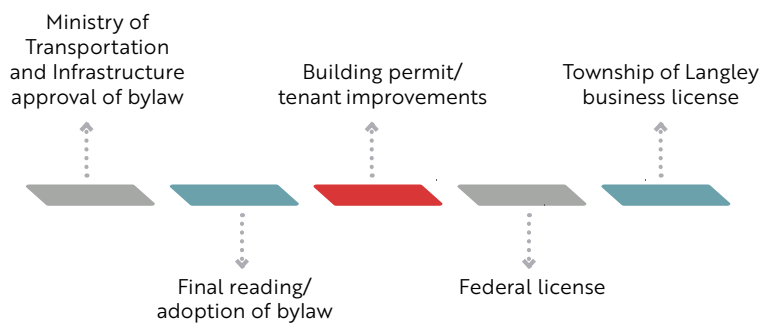 Ministry of
Transportation
and Infrastructure
approval of bylaw
Final reading/
adoption of bylaw
Building permit/
tenant improvements
Federal license
Township of Langley
business license